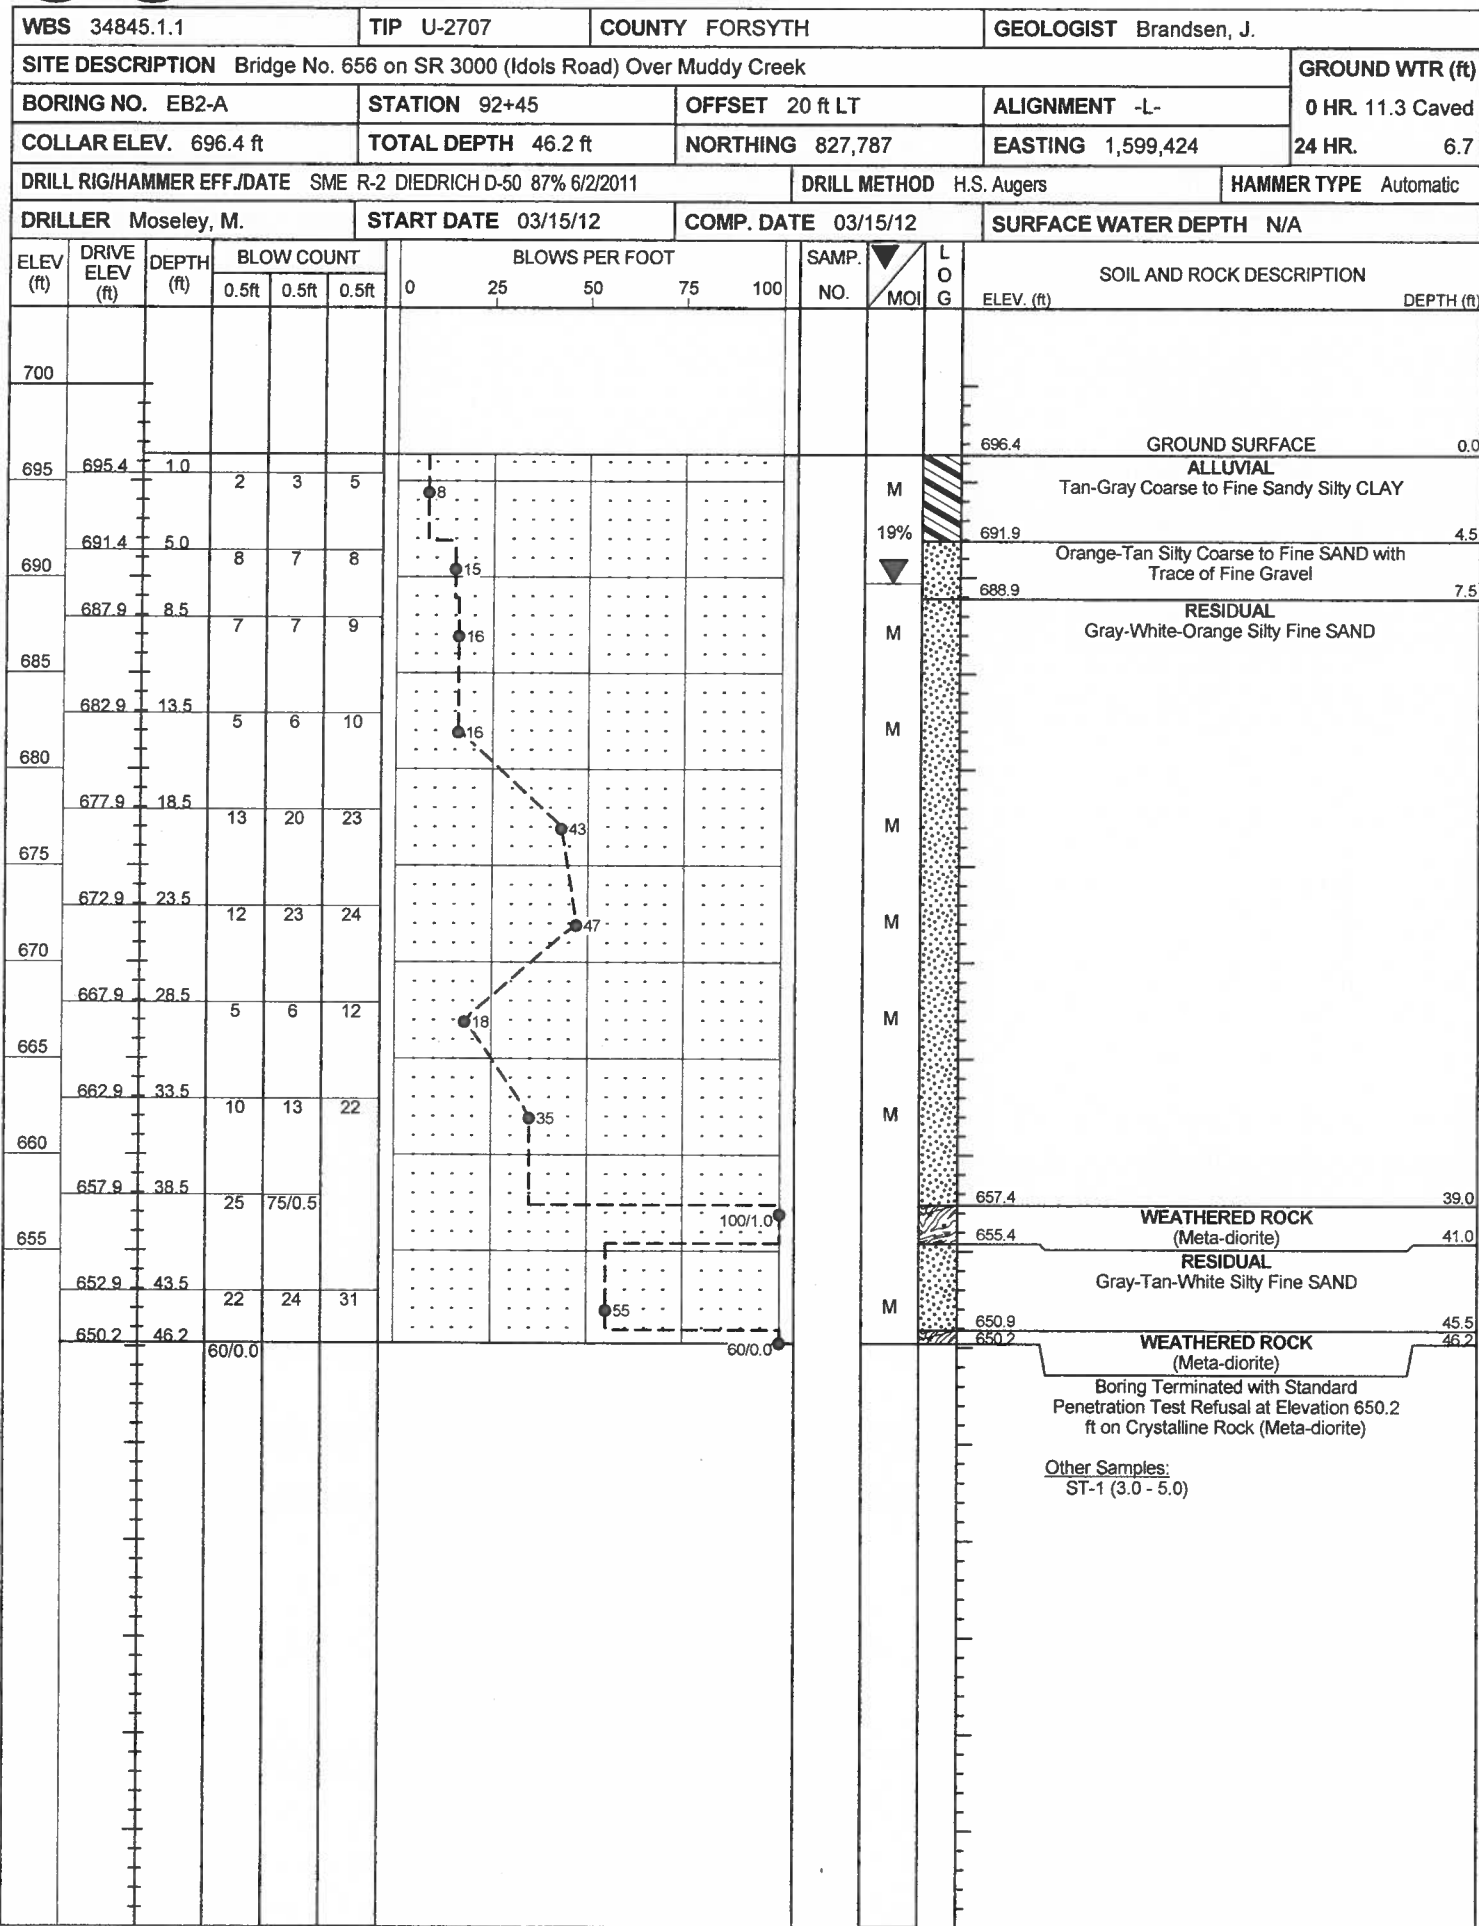 WBS 34845.1.1 TIP U-2707 COUNTY FORSYTH GEOLOGIST Brandsen, J.
SITE DESCRIPTION Bridge No. 656 on SR 3000 (Idols Road) Over Muddy Creek GROUND WTR (ft)
BORING NO. EB2-A STATION 92+45 OFFSET 20 ft LT ALIGNMENT -L- 0 HR. 11.3 Caved
COLLAR ELEV. 696.4 ft TOTAL DEPTH 46.2 ft NORTHING 827,787 EASTING 1,599,424 24 HR. 6.7
DRILL RIG/HAMMER EFF./DATE SME R-2 DIEDRICH D-50 87% 6/2/2011 DRILL METHOD H.S. Augers HAMMER TYPE Automatic
DRILLER Moseley, M. START DATE 03/15/12 COMP. DATE 03/15/12 SURFACE WATER DEPTH N/A
ELEV (ft) DRIVE ELEV (ft) DEPTH (ft) BLOW COUNT BLOWS PER FOOT SAMP. NO. MOI LOG SOIL AND ROCK DESCRIPTION
0.5ft 0.5ft 0.5ft 0 25 50 75 100 ELEV. (ft) DEPTH (ft)
700
696.4 GROUND SURFACE 0.0
695 695.4 1.0 ALLUVIAL
2 3 5 8 M Tan-Gray Coarse to Fine Sandy Silty CLAY
19% 691.9 4.5
691.4 5.0 8 7 8 Orange-Tan Silty Coarse to Fine SAND with
690 15 Trace of Fine Gravel
688.9 7.5
687.9 8.5 RESIDUAL
7 7 9 16 M Gray-White-Orange Silty Fine SAND
685
682.9 13.5
5 6 10 16 M
680
677.9 18.5
13 20 23 43 M
675
672.9 23.5
12 23 24 47 M
670
667.9 28.5
5 6 12 18 M
665
662.9 33.5
10 13 22 35 M
660
657.9 38.5 657.4 39.0
25 75/0.5 100/1.0 WEATHERED ROCK
(Meta-diorite)
655 655.4 41.0
RESIDUAL
652.9 43.5 Gray-Tan-White Silty Fine SAND
22 24 31 55 M
650.9 45.5
650.2 46.2 650.2 46.2
60/0.0 60/0.0 WEATHERED ROCK
(Meta-diorite)
Boring Terminated with Standard
Penetration Test Refusal at Elevation 650.2
ft on Crystalline Rock (Meta-diorite)
Other Samples:
ST-1 (3.0 - 5.0)